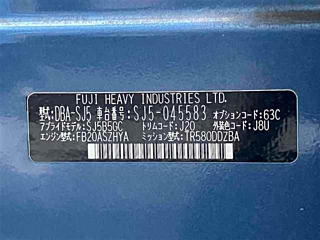 FUJI HEAVY INDUSTRIES LTD.
型式:DBA-SJ5 車台番号:SJ5-045583 オプションコード:63C
アプライドモデル:SJ5B5GC トリムコード:J20 外装色コード:J8U
エンジン型式:FB20ASZHYA ミッション型式:TR580DDZBA